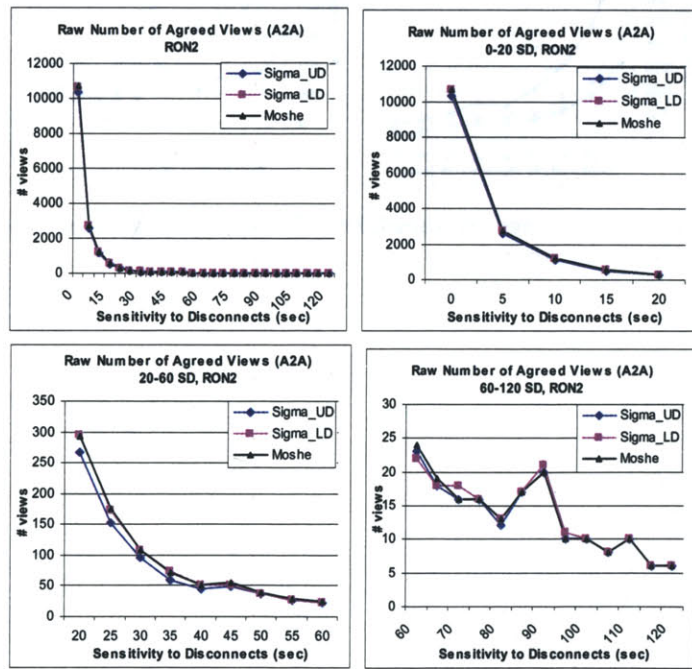 Raw Number of Agreed Views (A2A)
RON2
12000
10000
8000
6000
4000
2000
0
# views
Sigma_UD
Sigma_LD
Moshe
0 15 30 45 60 75 90 105 120
Sensitivity to Disconnects (sec)
Raw Number of Agreed Views (A2A)
0-20 SD, RON2
12000
10000
8000
6000
4000
2000
0
# views
Sigma_UD
Sigma_LD
Moshe
0 5 10 15 20
Sensitivity to Disconnects (sec)
Raw Number of Agreed Views (A2A)
20-60 SD, RON2
350
300
250
200
150
100
50
0
# views
Sigma_UD
Sigma_LD
Moshe
20 25 30 35 40 45 50 55 60
Sensitivity to Disconnects (sec)
Raw Number of Agreed Views (A2A)
60-120 SD, RON2
30
25
20
15
10
5
0
# views
Sigma_UD
Sigma_LD
Moshe
60 70 80 90 100 110 120
Sensitivity to Disconnects (sec)